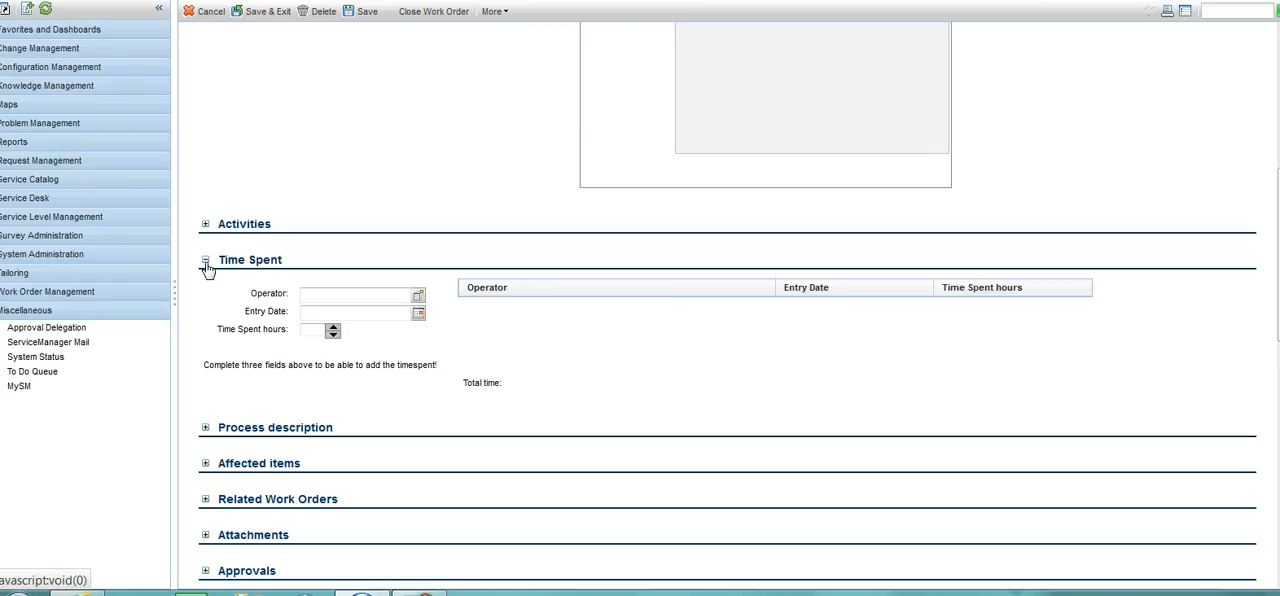 « Cancel Save & Exit Delete Save Close Work Order More
Favorites and Dashboards
Change Management
Configuration Management
Knowledge Management
Maps
Problem Management
Reports
Request Management
Service Catalog
Service Desk
Service Level Management
Survey Administration
System Administration
Tailoring
Work Order Management
Miscellaneous
Approval Delegation
ServiceManager Mail
System Status
To Do Queue
MySM
avascript:void(0)
Activities
Time Spent
Operator:
Entry Date:
Time Spent hours:
Operator Entry Date Time Spent hours
Complete three fields above to be able to add the timespent!
Total time:
Process description
Affected items
Related Work Orders
Attachments
Approvals